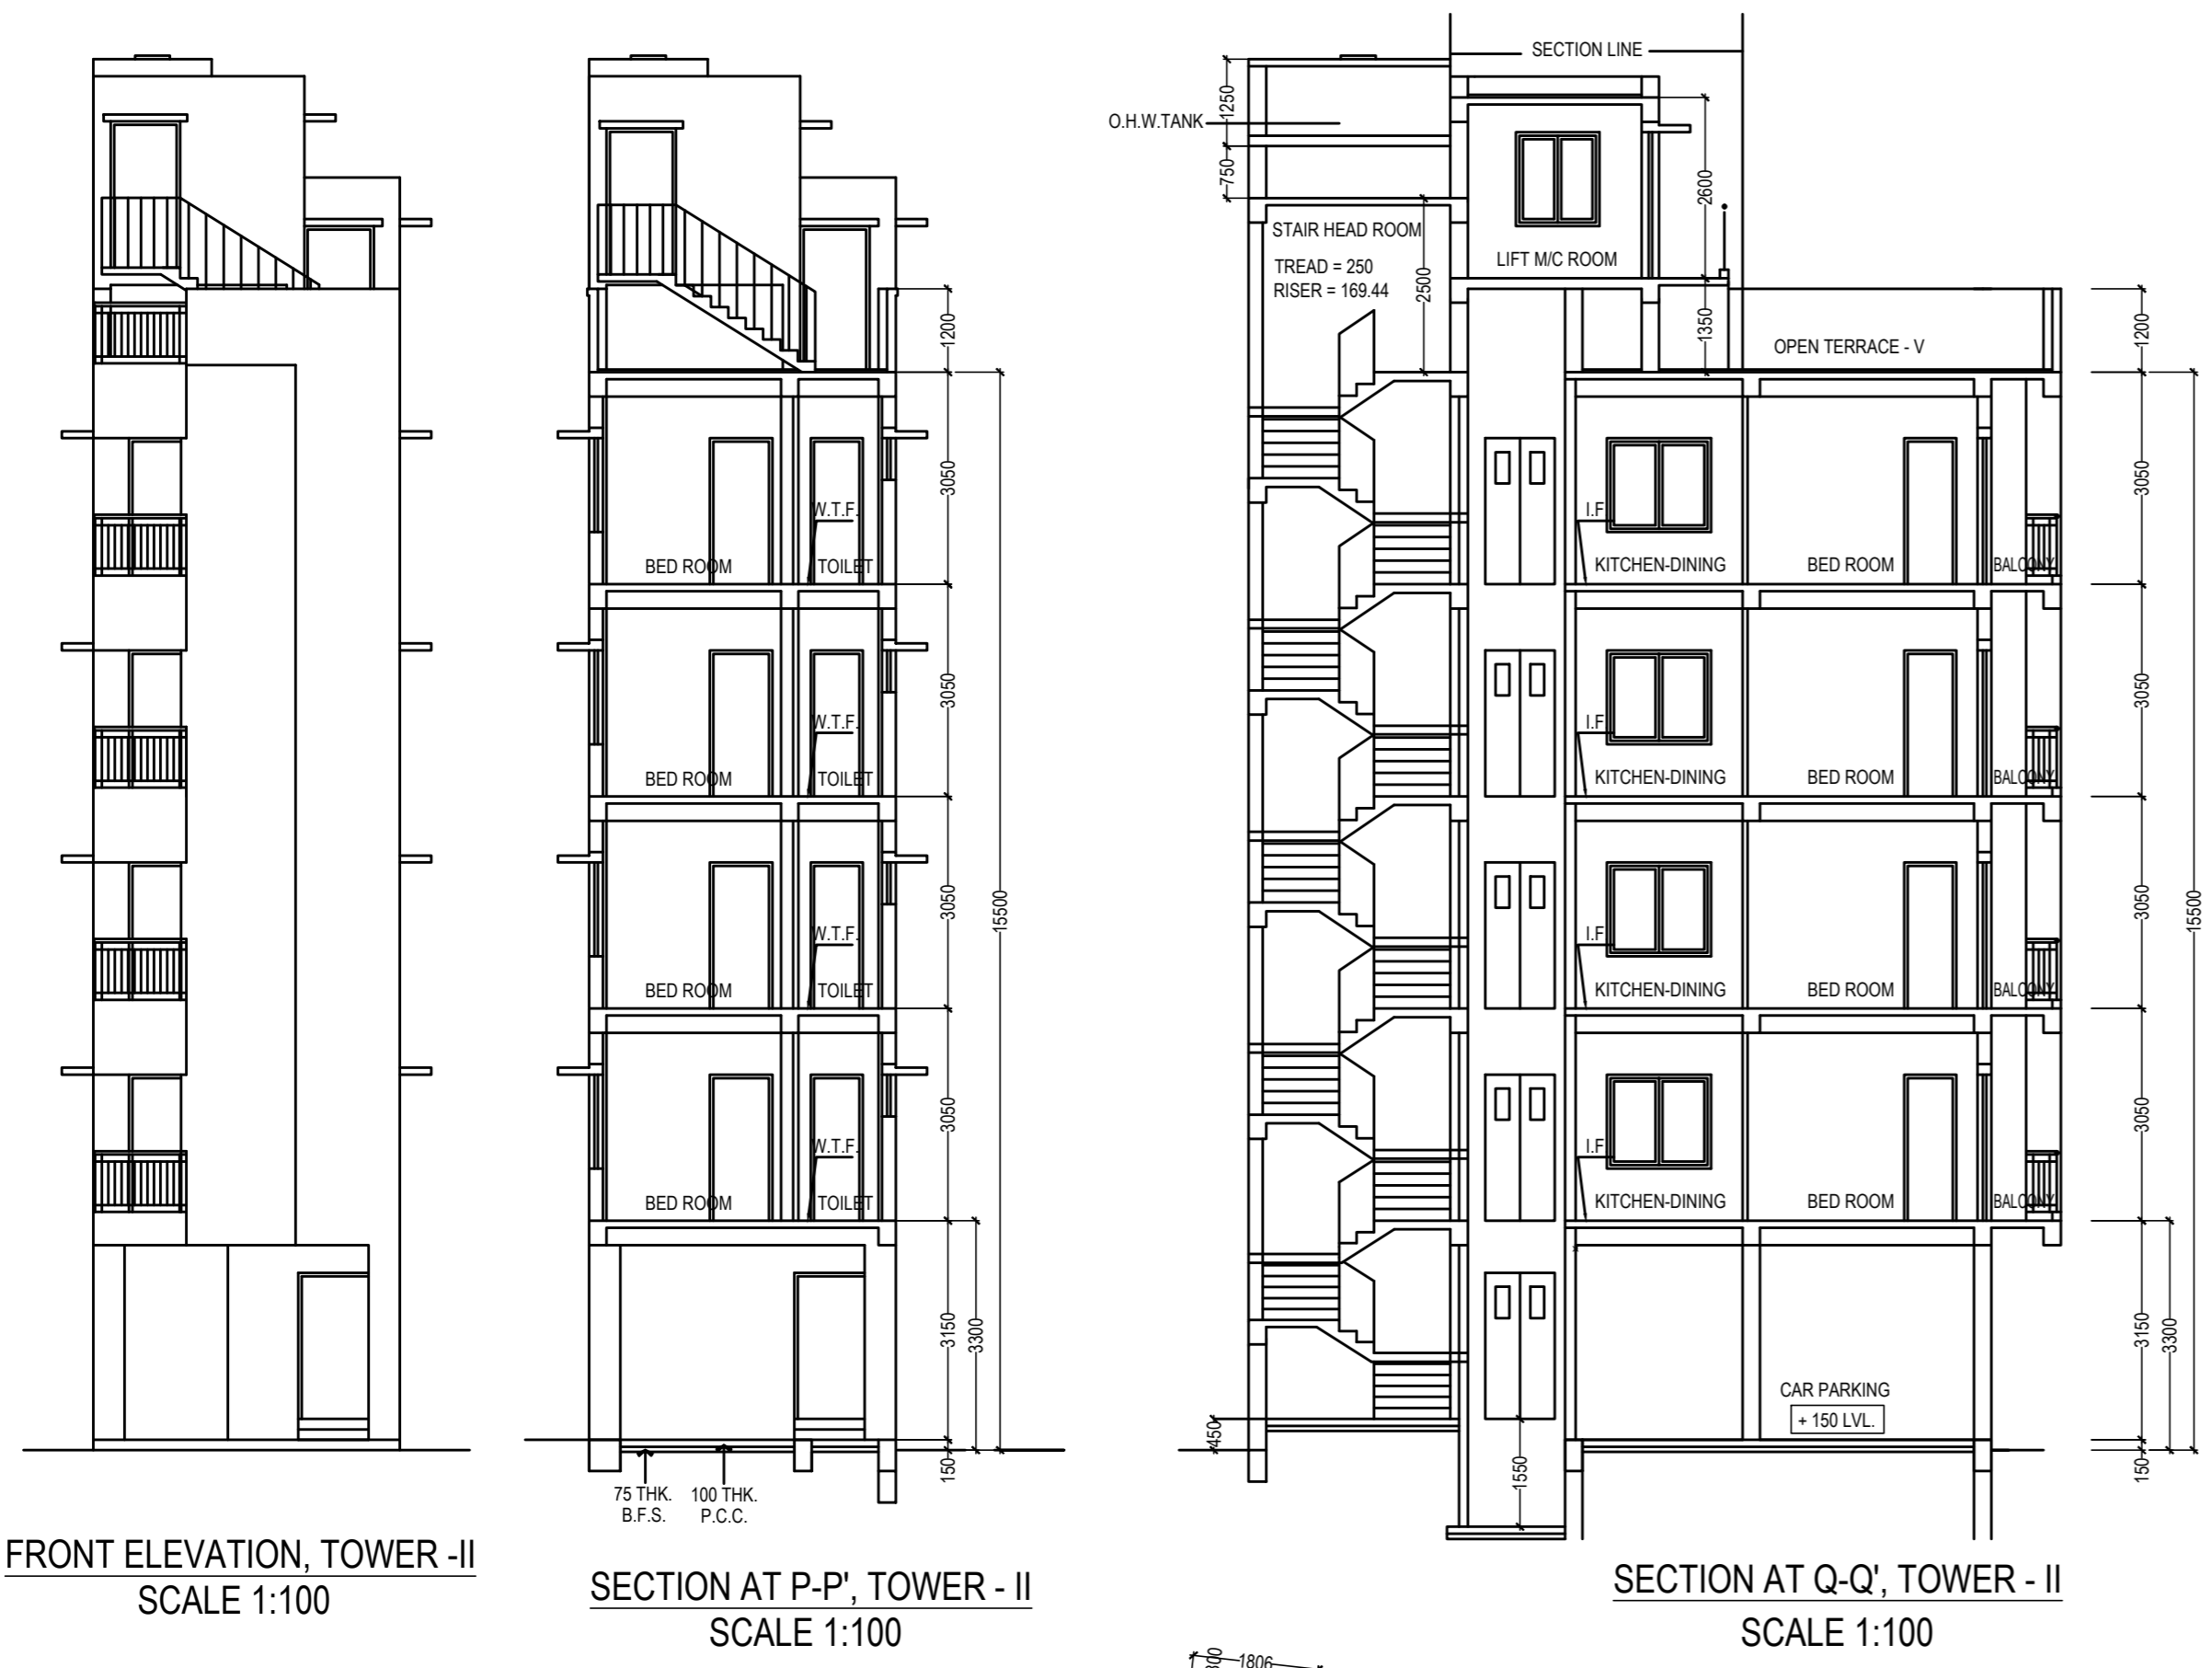 SECTION LINE
1250
O.H.W.TANK
750
2600
STAIR HEAD ROOM
LIFT M/C ROOM
TREAD = 250
RISER = 169.44
2500
1200
1350
OPEN TERRACE - V
1200
3050
3050
W.T.F.
I.F.
BED ROOM
TOILET
KITCHEN-DINING
BED ROOM
BALCONY
3050
3050
W.T.F.
I.F.
BED ROOM
TOILET
KITCHEN-DINING
BED ROOM
BALCONY
15500
15500
3050
3050
W.T.F.
I.F.
BED ROOM
TOILET
KITCHEN-DINING
BED ROOM
BALCONY
3050
3050
W.T.F.
I.F.
BED ROOM
TOILET
KITCHEN-DINING
BED ROOM
BALCONY
3150
3300
3150
3300
CAR PARKING
+ 150 LVL.
450
150
1550
150
75 THK.
B.F.S.
100 THK.
P.C.C.
FRONT ELEVATION, TOWER -II
SCALE 1:100
SECTION AT P-P', TOWER - II
SCALE 1:100
SECTION AT Q-Q', TOWER - II
SCALE 1:100
1806